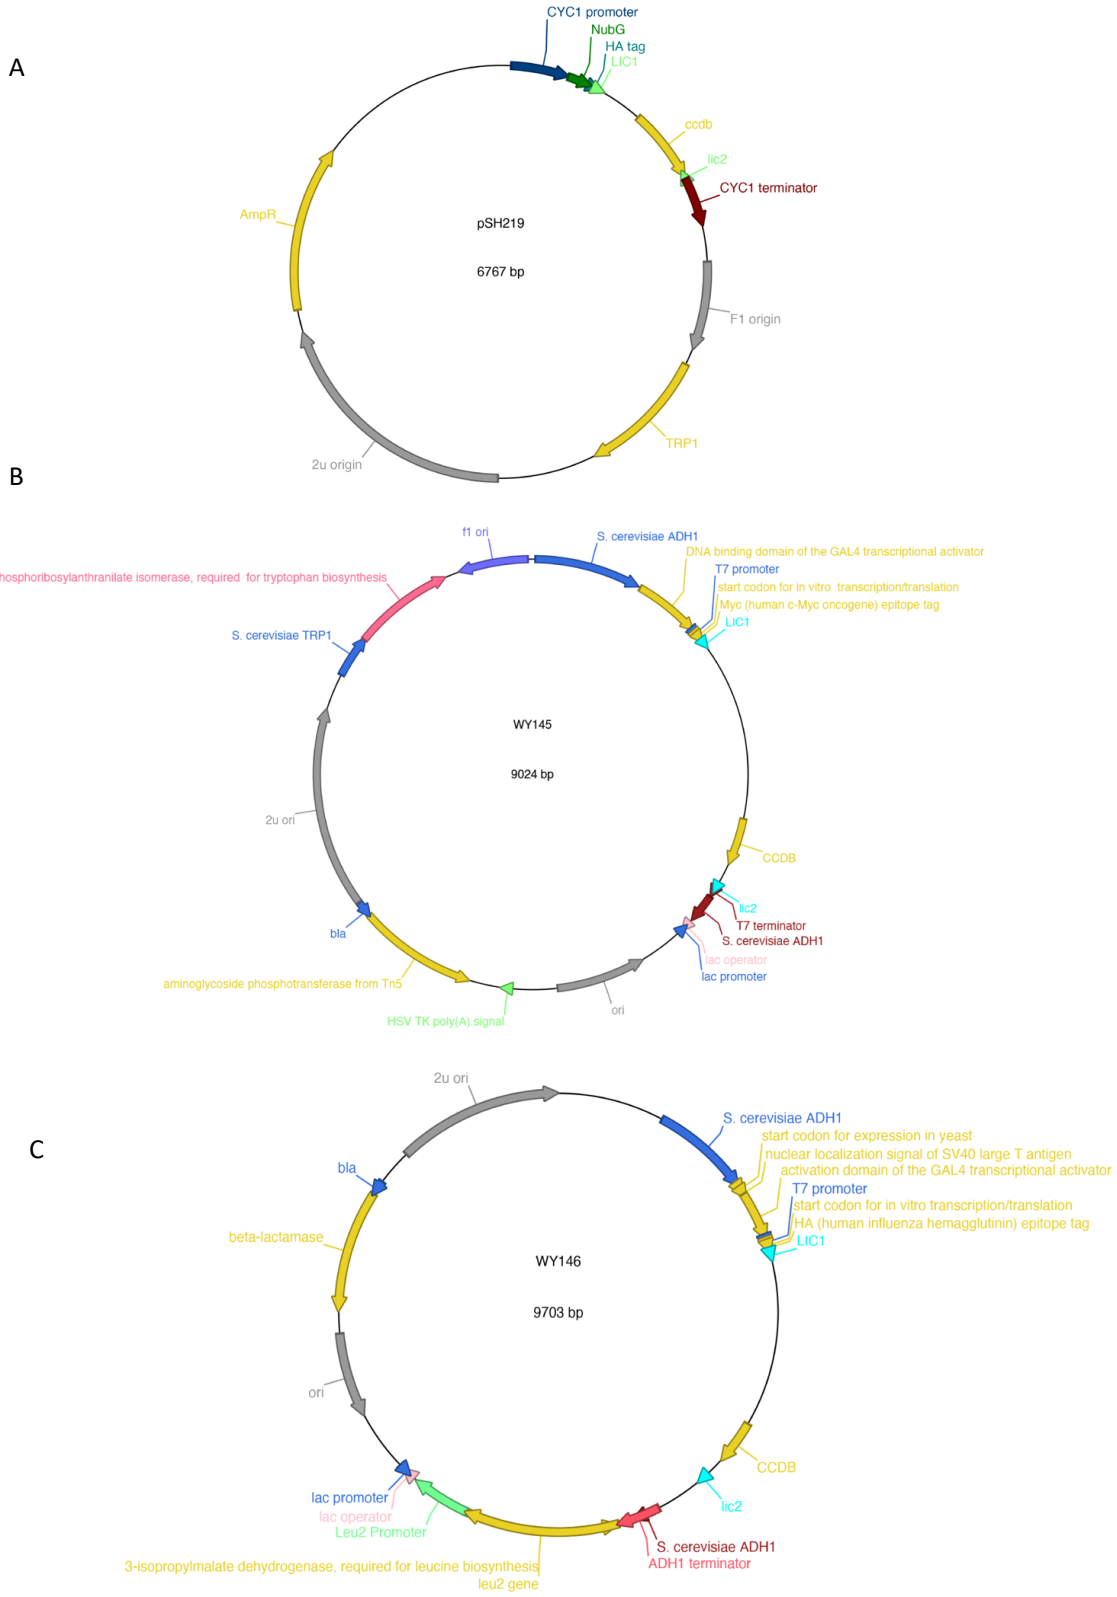 A
CYC1 promoter
NubG
HA tag
LIC1
ccdb
lic2
CYC1 terminator
AmpR
pSH219
6767 bp
F1 origin
TRP1
2u origin
B
f1 ori
S. cerevisiae ADH1
DNA binding domain of the GAL4 transcriptional activator
T7 promoter
start codon for in vitro transcription/translation
Myc (human c-Myc oncogene) epitope tag
LIC1
hosphoribosylanthranilate isomerase, required for tryptophan biosynthesis
S. cerevisiae TRP1
WY145
9024 bp
2u ori
CCDB
lic2
T7 terminator
S. cerevisiae ADH1
lac operator
lac promoter
bla
aminoglycoside phosphotransferase from Tn5
ori
HSV TK poly(A) signal
C
2u ori
S. cerevisiae ADH1
start codon for expression in yeast
nuclear localization signal of SV40 large T antigen
activation domain of the GAL4 transcriptional activator
T7 promoter
start codon for in vitro transcription/translation
HA (human influenza hemagglutinin) epitope tag
LIC1
bla
beta-lactamase
WY146
9703 bp
ori
CCDB
lac promoter
lic2
lac operator
Leu2 Promoter
S. cerevisiae ADH1
ADH1 terminator
3-isopropylmalate dehydrogenase, required for leucine biosynthesis
leu2 gene